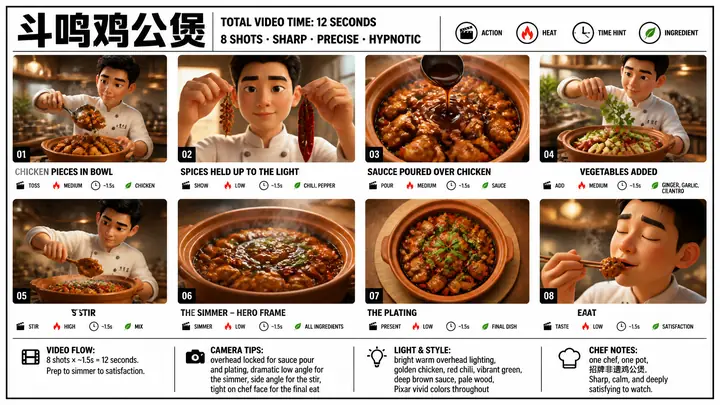 斗鸣鸡公煲
TOTAL VIDEO TIME: 12 SECONDS
8 SHOTS · SHARP · PRECISE · HYPNOTIC
ACTION
HEAT
TIME HINT
INGREDIENT
01
CHICKEN PIECES IN BOWL
TOSS
MEDIUM
~1.5s
CHICKEN
02
SPICES HELD UP TO THE LIGHT
SHOW
LOW
~1.5s
CHILL PEPPER
03
SAUCCE POURED OVER CHICKEN
POUR
MEDIUM
~1.5s
SAUCE
04
VEGETABLES ADDED
ADD
MEDIUM
~1.5s
GINGER, GARLIC,
CILANTRO
05
STIR
STIR
HIGH
~1.5s
MIX
06
THE SIMMER – HERO FRAME
SIMMER
LOW
~1.5s
ALL INGREDIENTS
07
THE PLATING
PRESENT
LOW
~1.5s
FINAL DISH
08
EAAT
TASTE
LOW
~1.5s
SATISFACTION
VIDEO FLOW:
8 shots × ~1.5s = 12 seconds.
Prep to simmer to satisfaction.
CAMERA TIPS:
overhead locked for sauce pour
and plating, dramatic low angle for
the simmer, side angle for the stir,
tight on chef face for the final eat
LIGHT & STYLE:
bright warm overhead lighting,
golden chicken, red chili, vibrant green,
deep brown sauce, pale wood,
Pixar vivid colors throughout
CHEF NOTES:
one chef, one pot,
招牌非遗鸡公煲.
Sharp, calm, and deeply
satisfying to watch.